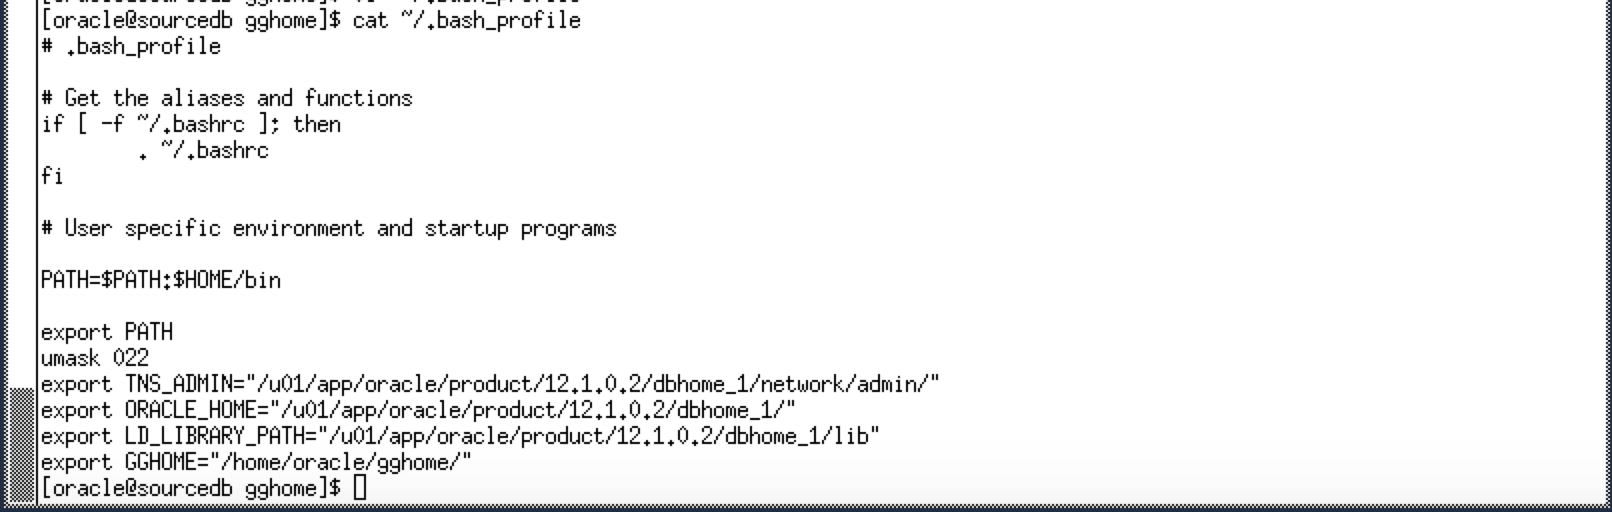 [oracle@sourcedb gghome]$ cat ~/.bash_profile
# .bash_profile

# Get the aliases and functions
if [ -f ~/.bashrc ]; then
        . ~/.bashrc
fi

# User specific environment and startup programs

PATH=$PATH:$HOME/bin

export PATH
umask 022
export TNS_ADMIN="/u01/app/oracle/product/12.1.0.2/dbhome_1/network/admin/"
export ORACLE_HOME="/u01/app/oracle/product/12.1.0.2/dbhome_1/"
export LD_LIBRARY_PATH="/u01/app/oracle/product/12.1.0.2/dbhome_1/lib"
export GGHOME="/home/oracle/gghome/"
[oracle@sourcedb gghome]$